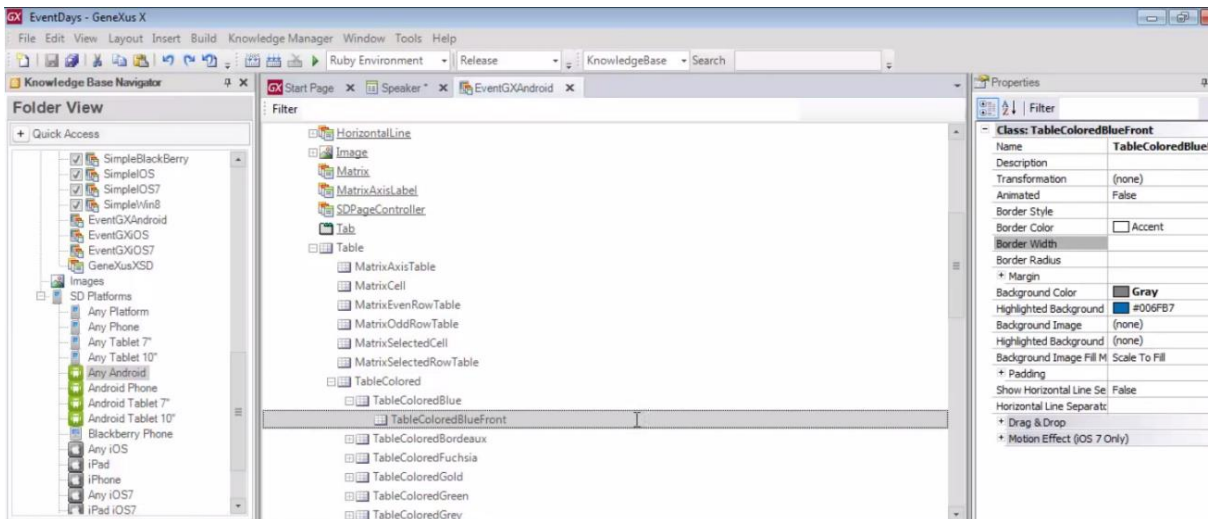 EventDays - GeneXus X
File Edit View Layout Insert Build Knowledge Manager Window Tools Help
Ruby Environment Release KnowledgeBase Search
Knowledge Base Navigator
Folder View
+ Quick Access
SimpleBlackBerry
SimpleIOS
SimpleIOS7
SimpleWin8
EventGXAndroid
EventGXiOS
EventGXiOS7
GeneXusXSD
Images
SD Platforms
Any Platform
Any Phone
Any Tablet 7"
Any Tablet 10"
Any Android
Android Phone
Android Tablet 7"
Android Tablet 10"
Blackberry Phone
Any iOS
iPad
iPhone
Any iOS7
iPad iOS7
GX Start Page Speaker * EventGXAndroid
Filter
HorizontalLine
Image
Matrix
MatrixAxisLabel
SDPageController
Tab
Table
MatrixAxisTable
MatrixCell
MatrixEvenRowTable
MatrixOddRowTable
MatrixSelectedCell
MatrixSelectedRowTable
TableColored
TableColoredBlue
TableColoredBlueFront
TableColoredBordeaux
TableColoredFuchsia
TableColoredGold
TableColoredGreen
TableColoredGrey
Properties
Filter
Class: TableColoredBlueFront
Name TableColoredBlueF
Description
Transformation (none)
Animated False
Border Style
Border Color Accent
Border Width
Border Radius
+ Margin
Background Color Gray
Highlighted Background #006FB7
Background Image (none)
Highlighted Background (none)
Background Image Fill M Scale To Fill
+ Padding
Show Horizontal Line Se False
Horizontal Line Separatc
+ Drag & Drop
+ Motion Effect (iOS 7 Only)